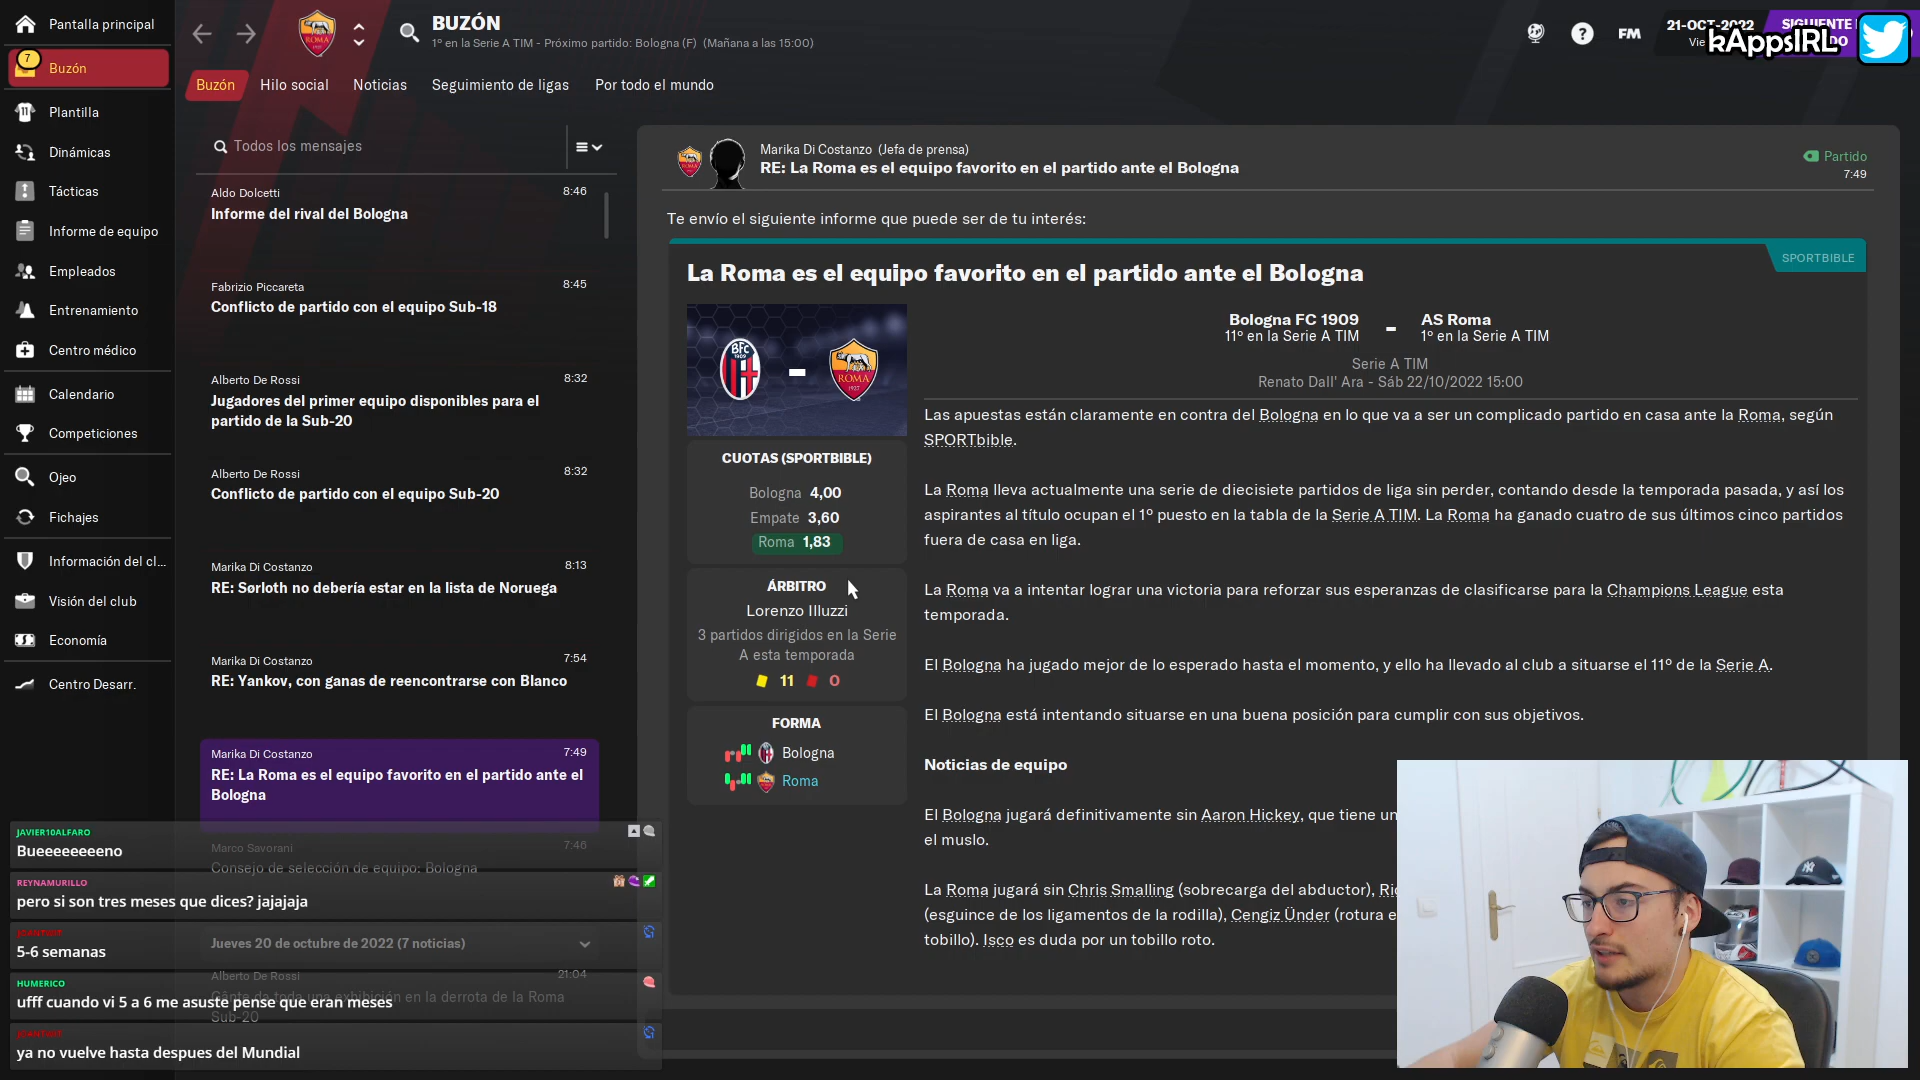 Pantalla principal
7
Buzón
Plantilla
Dinámicas
Tácticas
Informe de equipo
Empleados
Entrenamiento
Centro médico
Calendario
Competiciones
Ojeo
Fichajes
Información del cl...
Visión del club
Economía
Centro Desarr.
BUZÓN
1º en la Serie A TIM - Próximo partido: Bologna (F) (Mañana a las 15:00)
FM
21-OCT-2022
Vie
SIGUIENTE
kAppsIRL
Buzón
Hilo social
Noticias
Seguimiento de ligas
Por todo el mundo
Todos los mensajes
Aldo Dolcetti 8:46
Informe del rival del Bologna
Fabrizio Piccareta 8:45
Conflicto de partido con el equipo Sub-18
Alberto De Rossi 8:32
Jugadores del primer equipo disponibles para el
partido de la Sub-20
Alberto De Rossi 8:32
Conflicto de partido con el equipo Sub-20
Marika Di Costanzo 8:13
RE: Sørloth no debería estar en la lista de Noruega
Marika Di Costanzo 7:54
RE: Yankov, con ganas de reencontrarse con Blanco
Marika Di Costanzo 7:49
RE: La Roma es el equipo favorito en el partido ante el
Bologna
Marco Savorani 7:46
Consejo de selección de equipo: Bologna
Jueves 20 de octubre de 2022 (7 noticias)
Alberto De Rossi 21:04
toda una exhibición en la derrota de la Roma
Sub-20
JAVIER10ALFARO
Bueeeeeeeeno
REYNAMURILLO
pero si son tres meses que dices? jajajaja
5-6 semanas
HUMERICO
ufff cuando vi 5 a 6 me asuste pense que eran meses
ya no vuelve hasta despues del Mundial
Marika Di Costanzo (Jefa de prensa)
RE: La Roma es el equipo favorito en el partido ante el Bologna
Partido
7:49
Te envío el siguiente informe que puede ser de tu interés:
SPORTBIBLE
La Roma es el equipo favorito en el partido ante el Bologna
BFC
1909
ROMA
1927
CUOTAS (SPORTBIBLE)
Bologna 4,00
Empate 3,60
Roma 1,83
ÁRBITRO
Lorenzo Illuzzi
3 partidos dirigidos en la Serie
A esta temporada
11 0
FORMA
Bologna
Roma
Bologna FC 1909 - AS Roma
11º en la Serie A TIM 1º en la Serie A TIM
Serie A TIM
Renato Dall' Ara - Sáb 22/10/2022 15:00
Las apuestas están claramente en contra del Bologna en lo que va a ser un complicado partido en casa ante la Roma, según
SPORTbible.
La Roma lleva actualmente una serie de diecisiete partidos de liga sin perder, contando desde la temporada pasada, y así los
aspirantes al título ocupan el 1º puesto en la tabla de la Serie A TIM. La Roma ha ganado cuatro de sus últimos cinco partidos
fuera de casa en liga.
La Roma va a intentar lograr una victoria para reforzar sus esperanzas de clasificarse para la Champions League esta
temporada.
El Bologna ha jugado mejor de lo esperado hasta el momento, y ello ha llevado al club a situarse el 11º de la Serie A.
El Bologna está intentando situarse en una buena posición para cumplir con sus objetivos.
Noticias de equipo
El Bologna jugará definitivamente sin Aaron Hickey, que tiene un
el muslo.
La Roma jugará sin Chris Smalling (sobrecarga del abductor), Ric
(esguince de los ligamentos de la rodilla), Cengiz Ünder (rotura e
tobillo). Isco es duda por un tobillo roto.